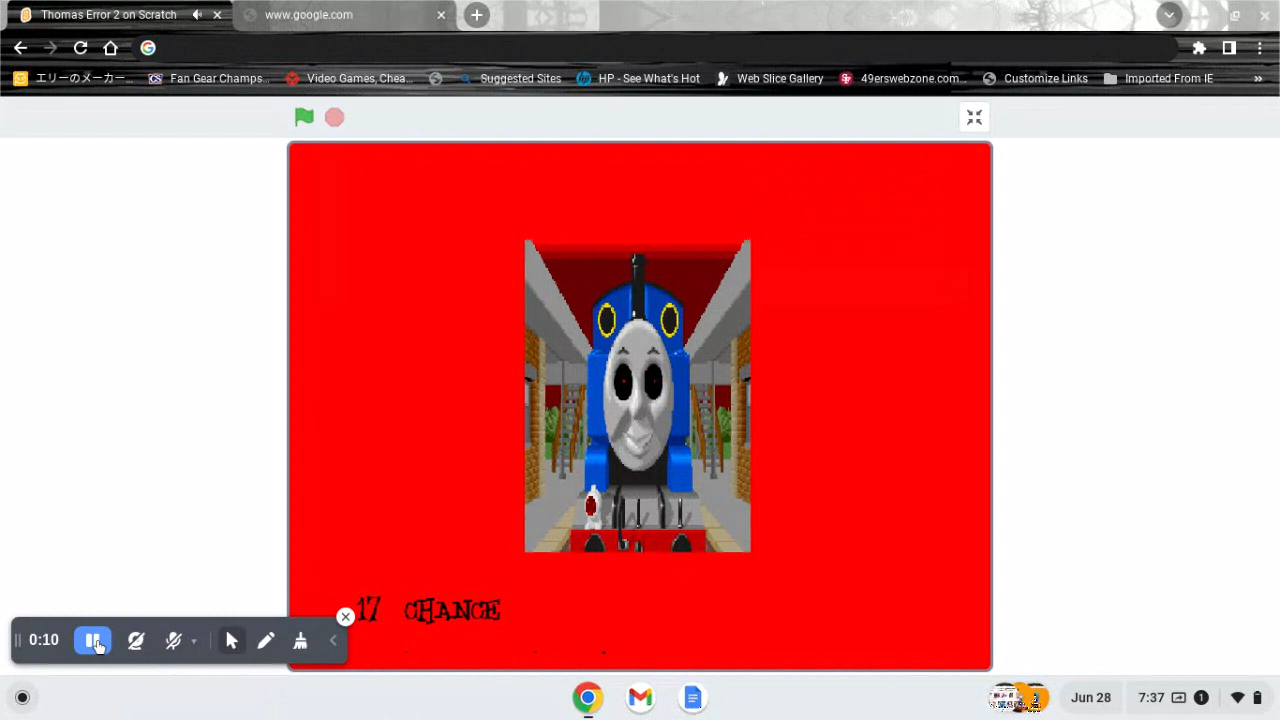 Thomas Error 2 on Scratch
www.google.com
エリーのメーカー…
Fan Gear Champs...
Video Games, Chea...
Suggested Sites
HP - See What's Hot
Web Slice Gallery
49erswebzone.com...
Customize Links
Imported From IE
»
17 CHANCE
0:10
Jun 28
7:37
1